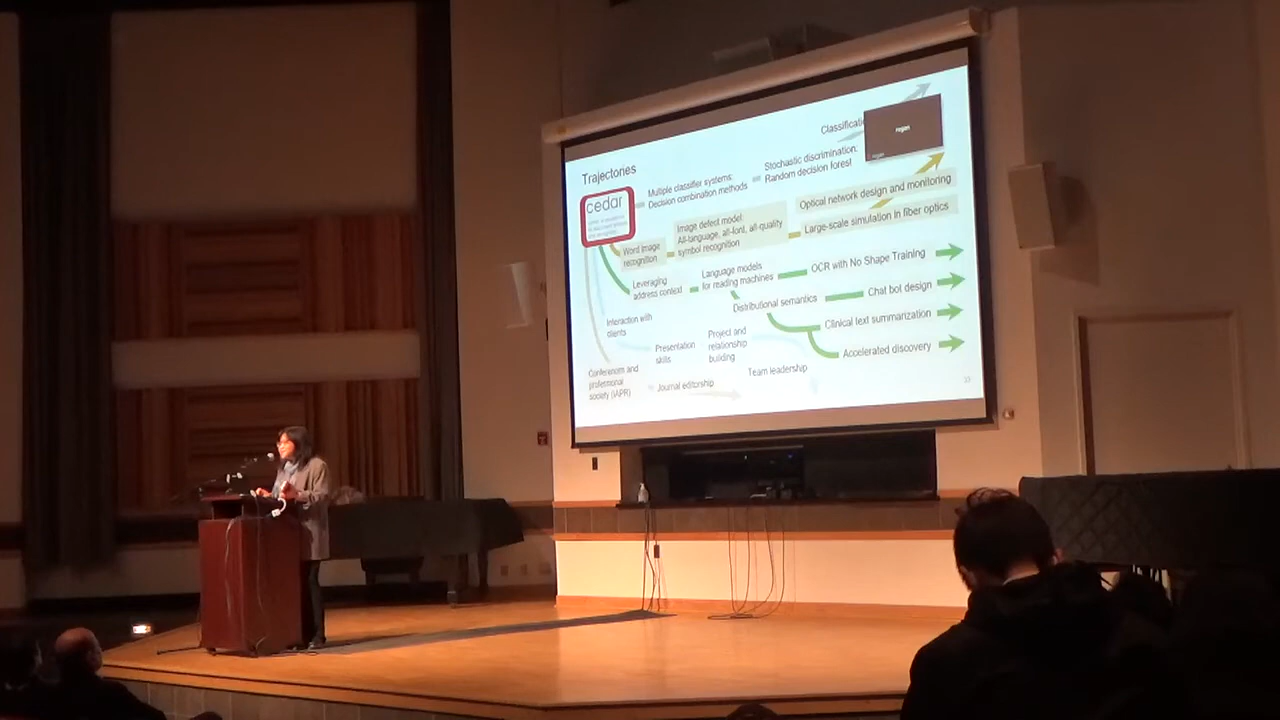 Trajectories
cedar
Multiple classifier systems:
Decision combination methods
Stochastic discrimination:
Random decision forest
regen
Word image
recognition
Image defect model:
All-language, all-font, all-quality
symbol recognition
Optical network design and monitoring
Large-scale simulation in fiber optics
Leveraging
address context
Language models
for reading machines
OCR with No Shape Training
Distributional semantics
Chat bot design
Clinical text summarization
Accelerated discovery
Interaction with
clients
Presentation
skills
Project and
relationship
building
Team leadership
Conferences and
professional
society (IAPR)
Journal editorship